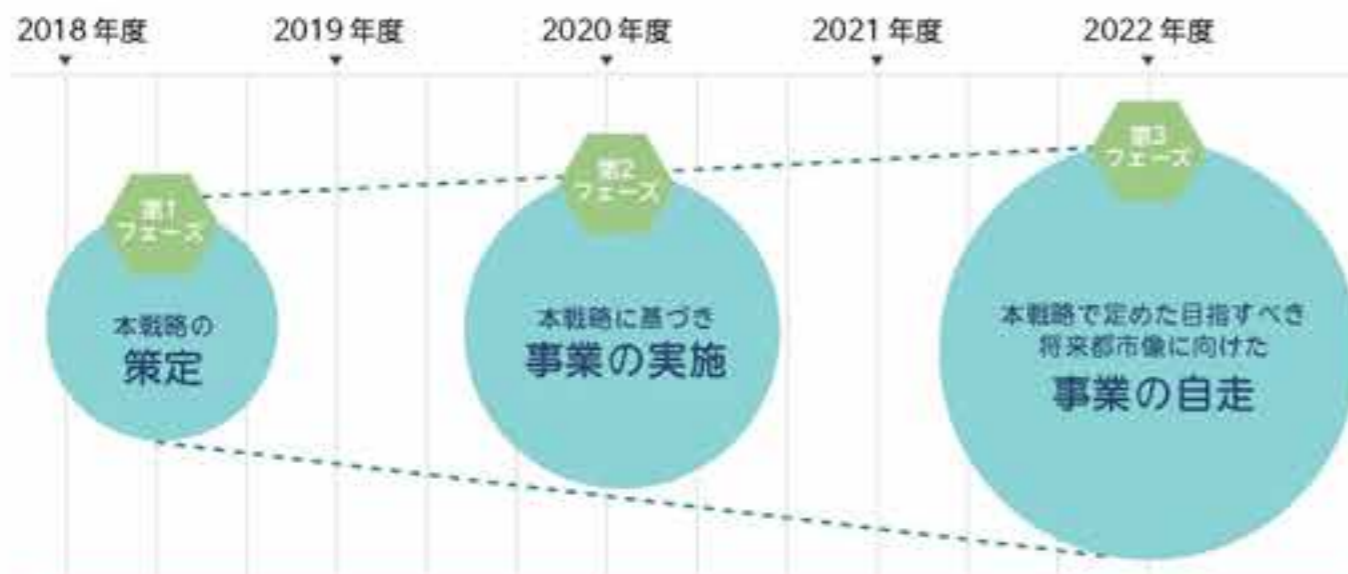 2018 年度 2019 年度 2020 年度 2021 年度 2022 年度
第1
フェーズ
本戦略の
策定
第2
フェーズ
本戦略に基づき
事業の実施
第3
フェーズ
本戦略で定めた目指すべき
将来都市像に向けた
事業の自走